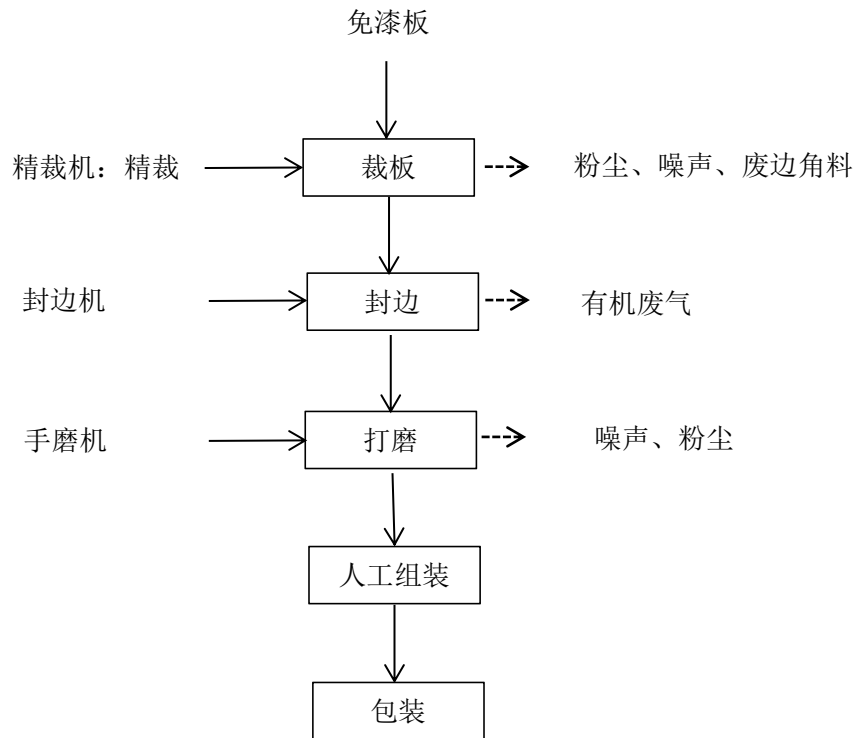 免漆板
精裁机：精裁
裁板
粉尘、噪声、废边角料
封边机
封边
有机废气
手磨机
打磨
噪声、粉尘
人工组装
包装